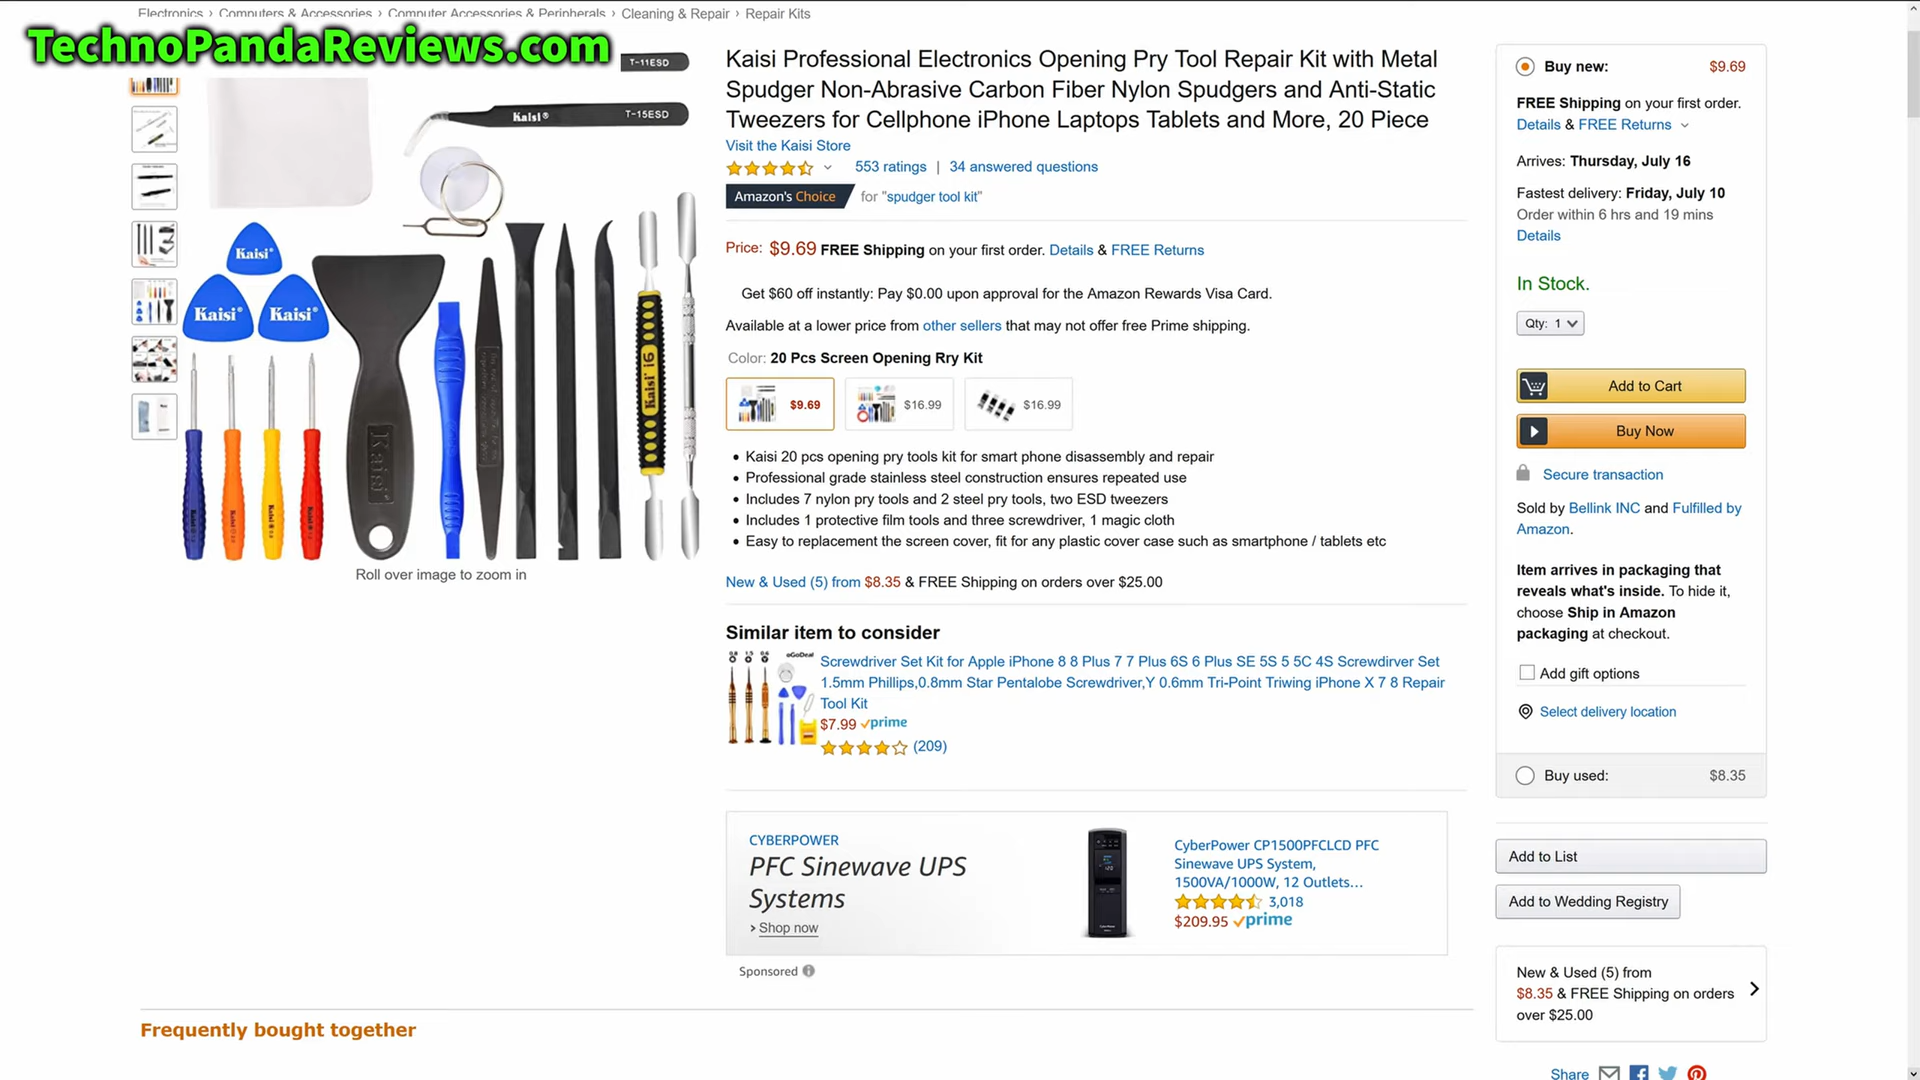 Electronics › Computers & Accessories › Computer Accessories & Peripherals › Cleaning & Repair › Repair Kits
TechnoPandaReviews.com
T-11ESD
Kaisi®
T-15ESD
Kaisi®
Kaisi®
Kaisi®
Kaisi
Kaisi i6
Roll over image to zoom in
Kaisi Professional Electronics Opening Pry Tool Repair Kit with Metal
Spudger Non-Abrasive Carbon Fiber Nylon Spudgers and Anti-Static
Tweezers for Cellphone iPhone Laptops Tablets and More, 20 Piece
Visit the Kaisi Store
553 ratings | 34 answered questions
Amazon's Choice for "spudger tool kit"
Price: $9.69 FREE Shipping on your first order. Details & FREE Returns
Get $60 off instantly: Pay $0.00 upon approval for the Amazon Rewards Visa Card.
Available at a lower price from other sellers that may not offer free Prime shipping.
Color: 20 Pcs Screen Opening Rry Kit
$9.69 $16.99 $16.99
• Kaisi 20 pcs opening pry tools kit for smart phone disassembly and repair
• Professional grade stainless steel construction ensures repeated use
• Includes 7 nylon pry tools and 2 steel pry tools, two ESD tweezers
• Includes 1 protective film tools and three screwdriver, 1 magic cloth
• Easy to replacement the screen cover, fit for any plastic cover case such as smartphone / tablets etc
New & Used (5) from $8.35 & FREE Shipping on orders over $25.00
Similar item to consider
0.8 1.5 0.6 oGoDeal
Screwdriver Set Kit for Apple iPhone 8 8 Plus 7 7 Plus 6S 6 Plus SE 5S 5 5C 4S Screwdirver Set
1.5mm Phillips,0.8mm Star Pentalobe Screwdriver,Y 0.6mm Tri-Point Triwing iPhone X 7 8 Repair
Tool Kit
$7.99 prime
(209)
CYBERPOWER
PFC Sinewave UPS
Systems
› Shop now
CyberPower CP1500PFCLCD PFC
Sinewave UPS System,
1500VA/1000W, 12 Outlets…
3,018
$209.95 prime
Sponsored
Frequently bought together
Buy new: $9.69
FREE Shipping on your first order.
Details & FREE Returns
Arrives: Thursday, July 16
Fastest delivery: Friday, July 10
Order within 6 hrs and 19 mins
Details
In Stock.
Qty: 1
Add to Cart
Buy Now
Secure transaction
Sold by Bellink INC and Fulfilled by
Amazon.
Item arrives in packaging that
reveals what's inside. To hide it,
choose Ship in Amazon
packaging at checkout.
Add gift options
Select delivery location
Buy used: $8.35
Add to List
Add to Wedding Registry
New & Used (5) from
$8.35 & FREE Shipping on orders
over $25.00
Share